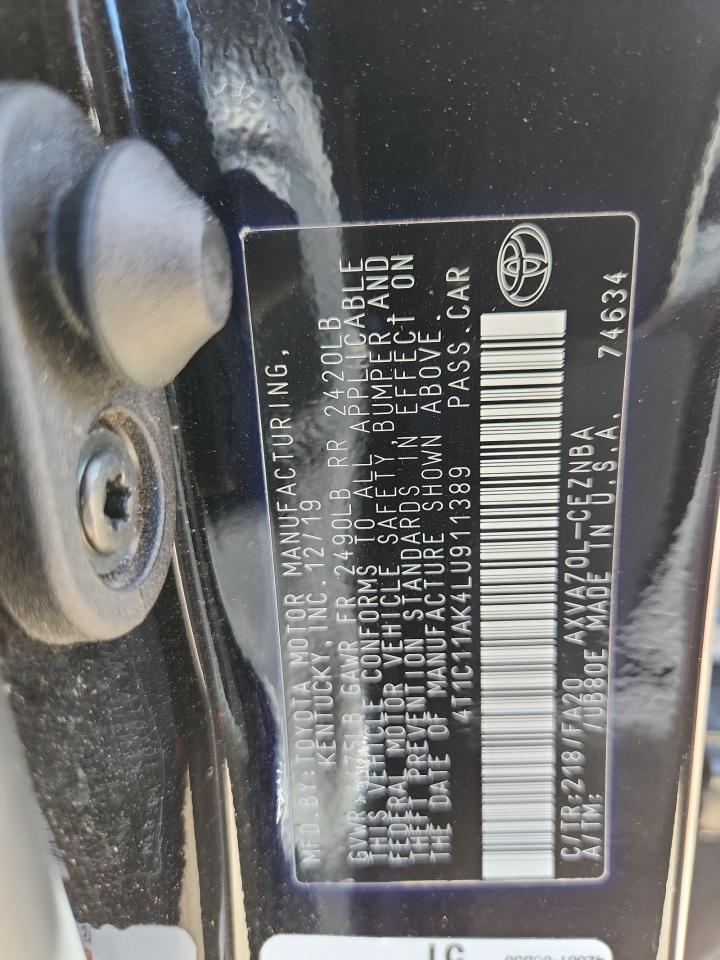 MFD.BY:TOYOTA MOTOR MANUFACTURING,
KENTUCKY, INC. 12/19
GVWR 4475LB GAWR FR 2490LB RR 2420LB
THIS VEHICLE CONFORMS TO ALL APPLICABLE
FEDERAL MOTOR VEHICLE SAFETY, BUMPER, AND
THEFT PREVENTION STANDARDS IN EFFECT ON
THE DATE OF MANUFACTURE SHOWN ABOVE.
4T1C11AK4LU911389 PASS.CAR
C/TR:218/FA20 AXVA70L-CEZNBA
A/TM: /UB80E MADE IN U.S.A. 74634